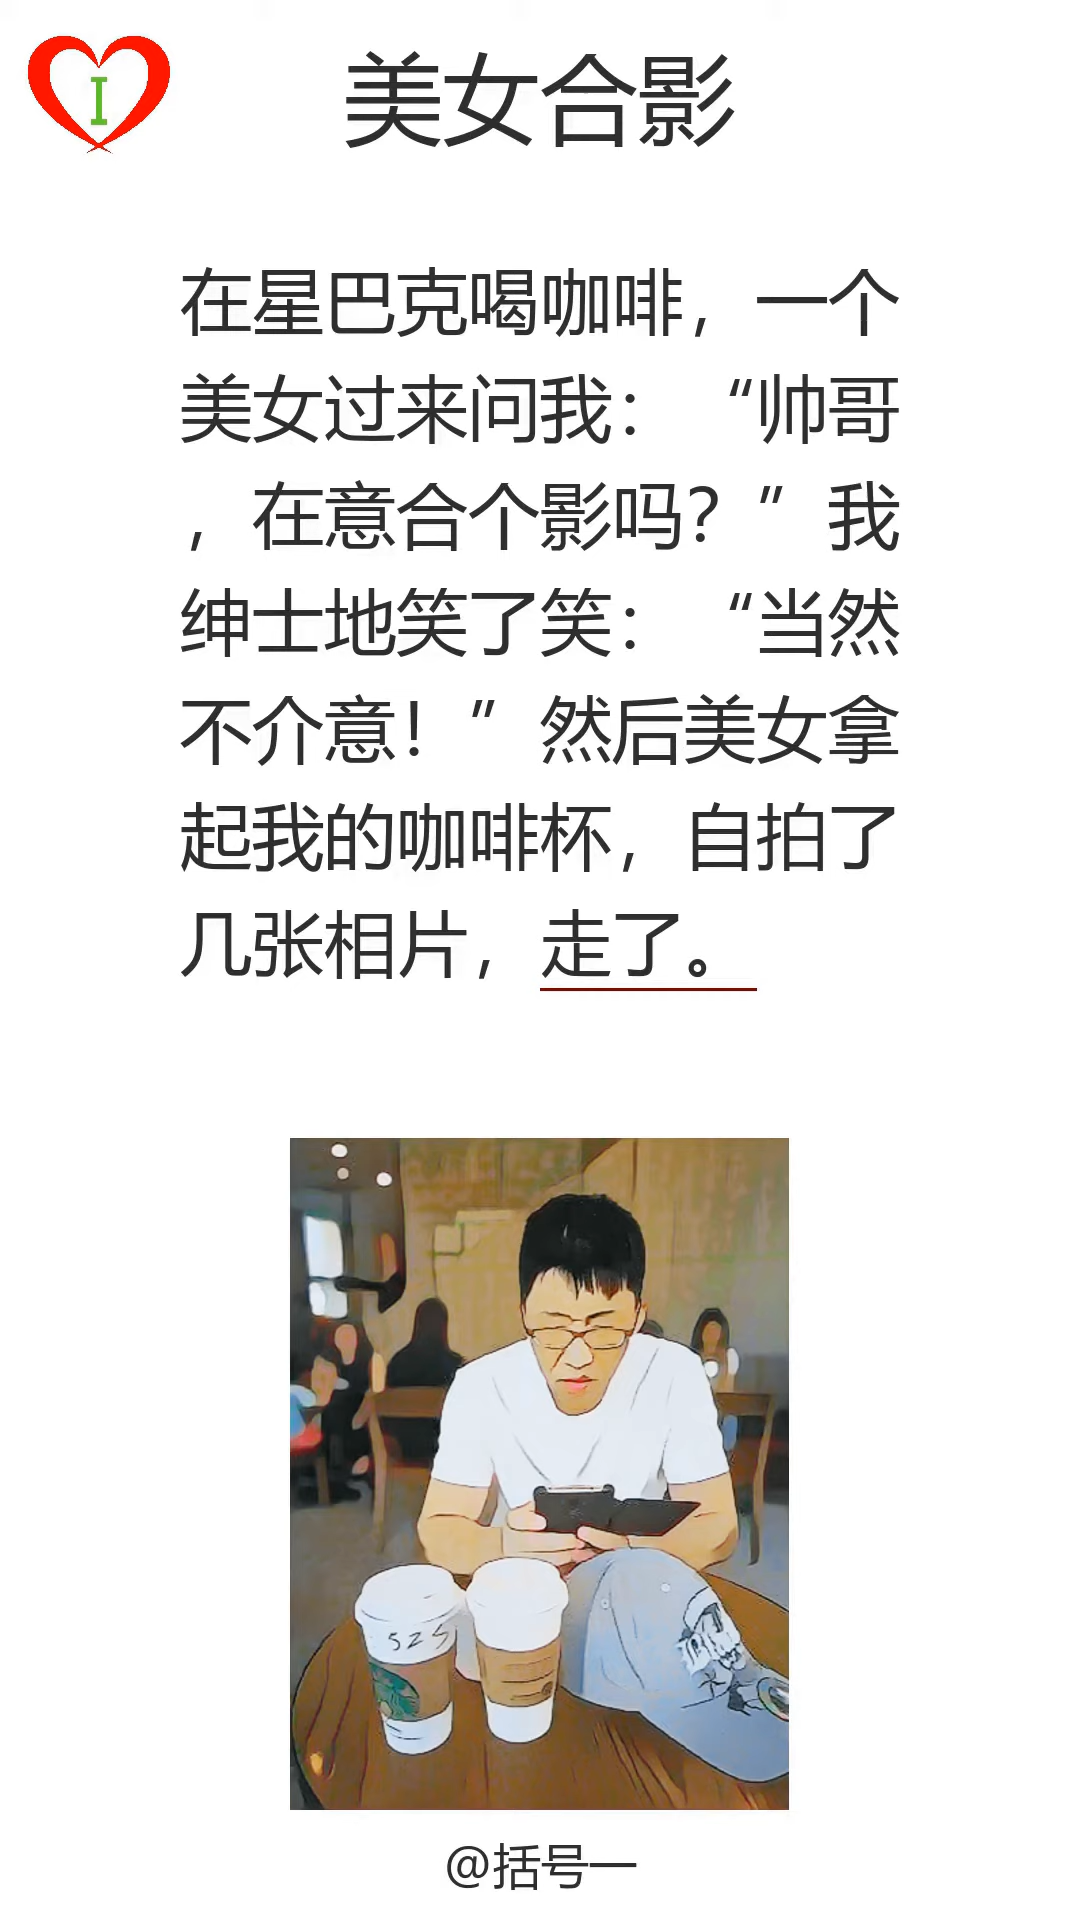 I
美女合影
在星巴克喝咖啡，一个
美女过来问我：“帅哥
，在意合个影吗？”我
绅士地笑了笑：“当然
不介意！”然后美女拿
起我的咖啡杯，自拍了
几张相片，走了。
525
@括号一